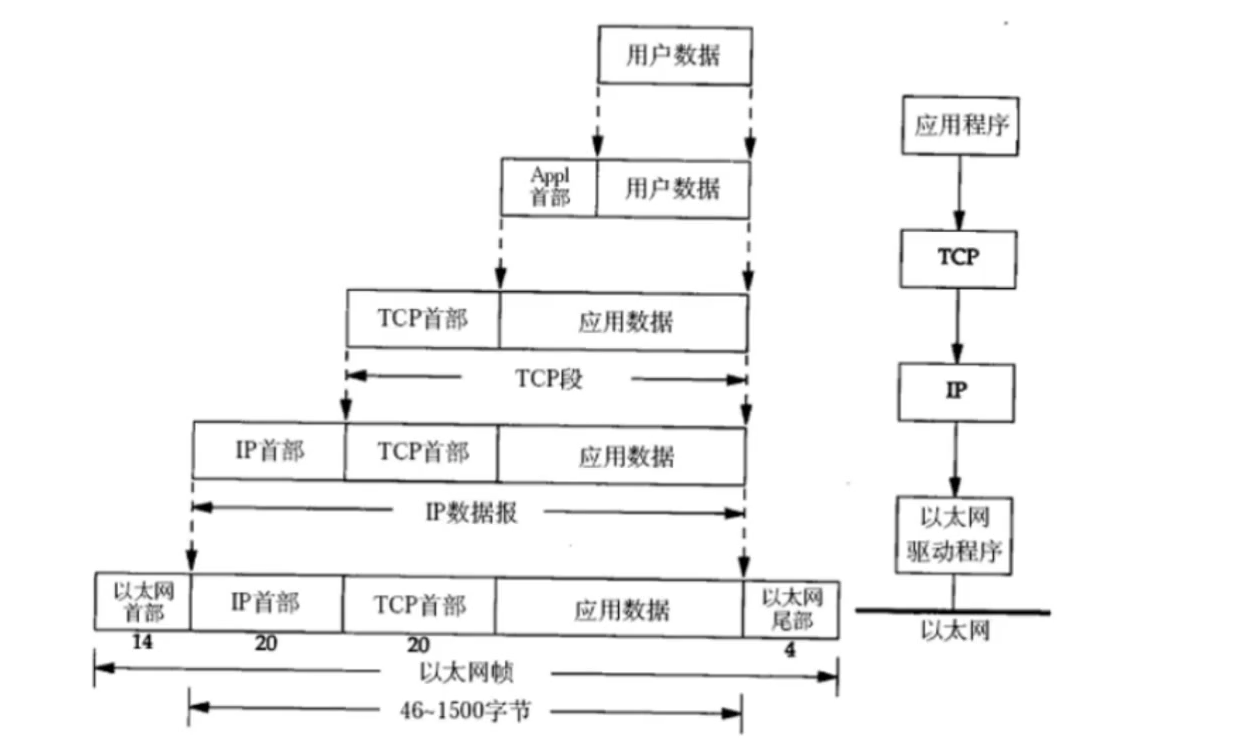 用户数据
应用程序
Appl
首部
用户数据
TCP
TCP首部
应用数据
TCP段
IP
IP首部
TCP首部
应用数据
IP数据报
以太网
驱动程序
以太网
首部
IP首部
TCP首部
应用数据
以太网
尾部
以太网
14
20
20
4
以太网帧
46~1500字节